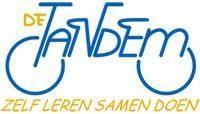 DE
TANDEM
ZELF LEREN SAMEN DOEN